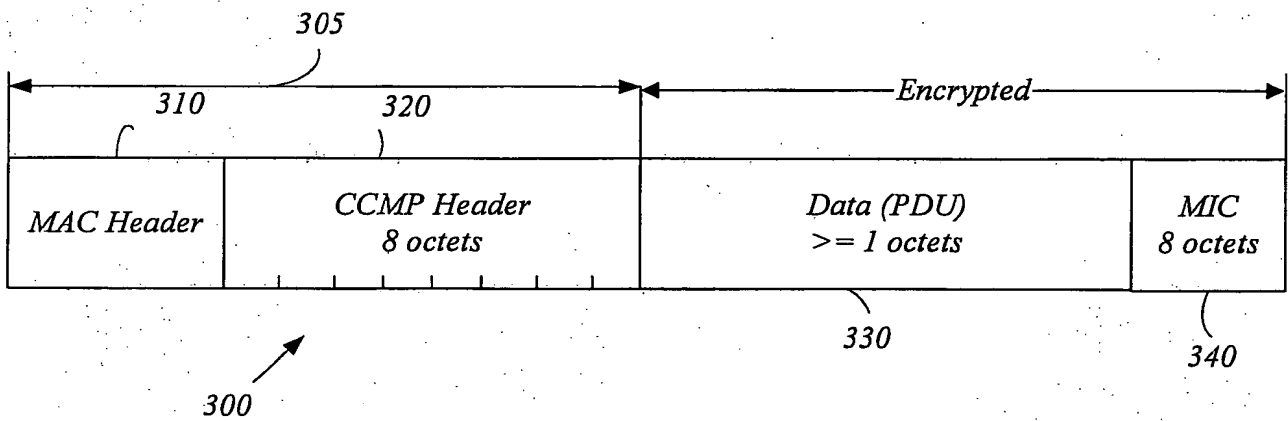 305
310
320
Encrypted
MAC Header
CCMP Header
8 octets
Data (PDU)
>= 1 octets
MIC
8 octets
330
340
300